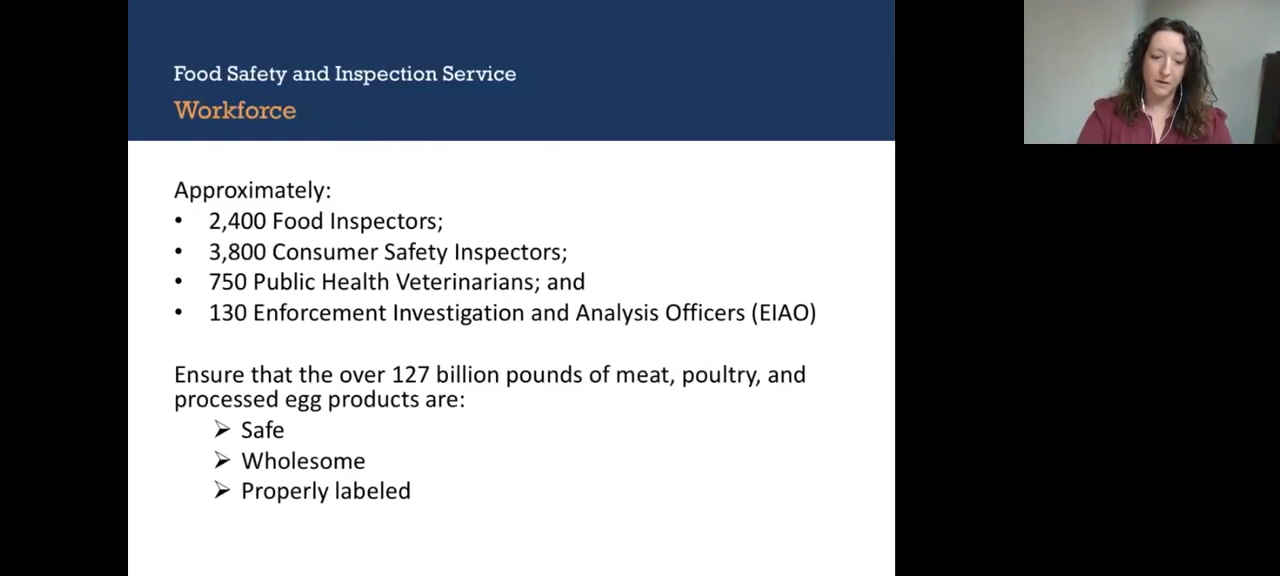 Food Safety and Inspection Service
Workforce
Approximately:
• 2,400 Food Inspectors;
• 3,800 Consumer Safety Inspectors;
• 750 Public Health Veterinarians; and
• 130 Enforcement Investigation and Analysis Officers (EIAO)
Ensure that the over 127 billion pounds of meat, poultry, and
processed egg products are:
➢ Safe
➢ Wholesome
➢ Properly labeled